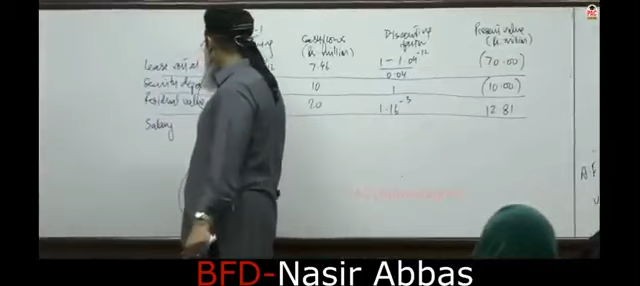 PAC
Cashflows Discounting Present value
(Rs million) factor (Rs million)
Lease rental 7.46 1 - 1.04⁻¹² (70.00)
0.04
Security depos 10 1 (10.00)
Residual value 20 1.16⁻³ 12.81
Salary
BFD-Nasir Abbas